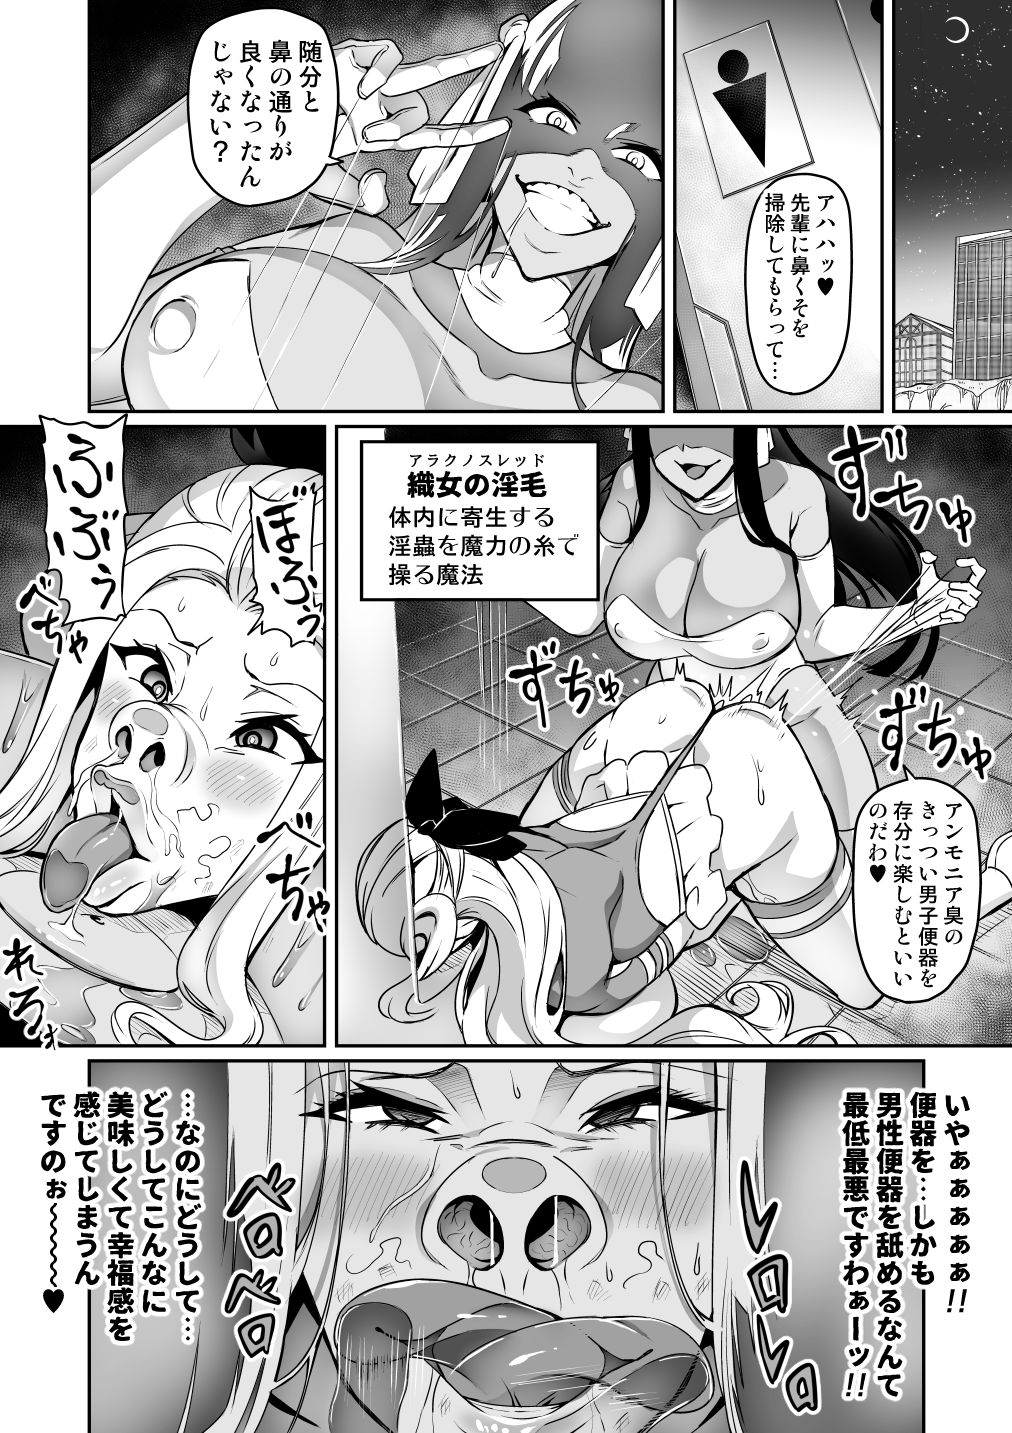 アハハッ♥
先輩に鼻くそを
掃除してもらって…
随分と
鼻の通りが
良くなったん
じゃない？
ずちゅ
アラクノスレッド
織女の淫毛
体内に寄生する
淫蟲を魔力の糸で
操る魔法
ずちゅ
ずちゅ
アンモニア臭の
きっつい男子便器を
存分に楽しむといい
のだわ♥
ほふぅ
ふぶぅ
べちゃ
べちゃ
れろぉ
いやぁぁぁぁぁ!!
便器を…しかも
男性便器を舐めるなんて
最低最悪ですわぁーッ!!
レロレロ
ベロベロ
…なのにどうして…
どうしてこんなに
美味しくて幸福感を
感じてしまうん
ですのぉ～～～～♥